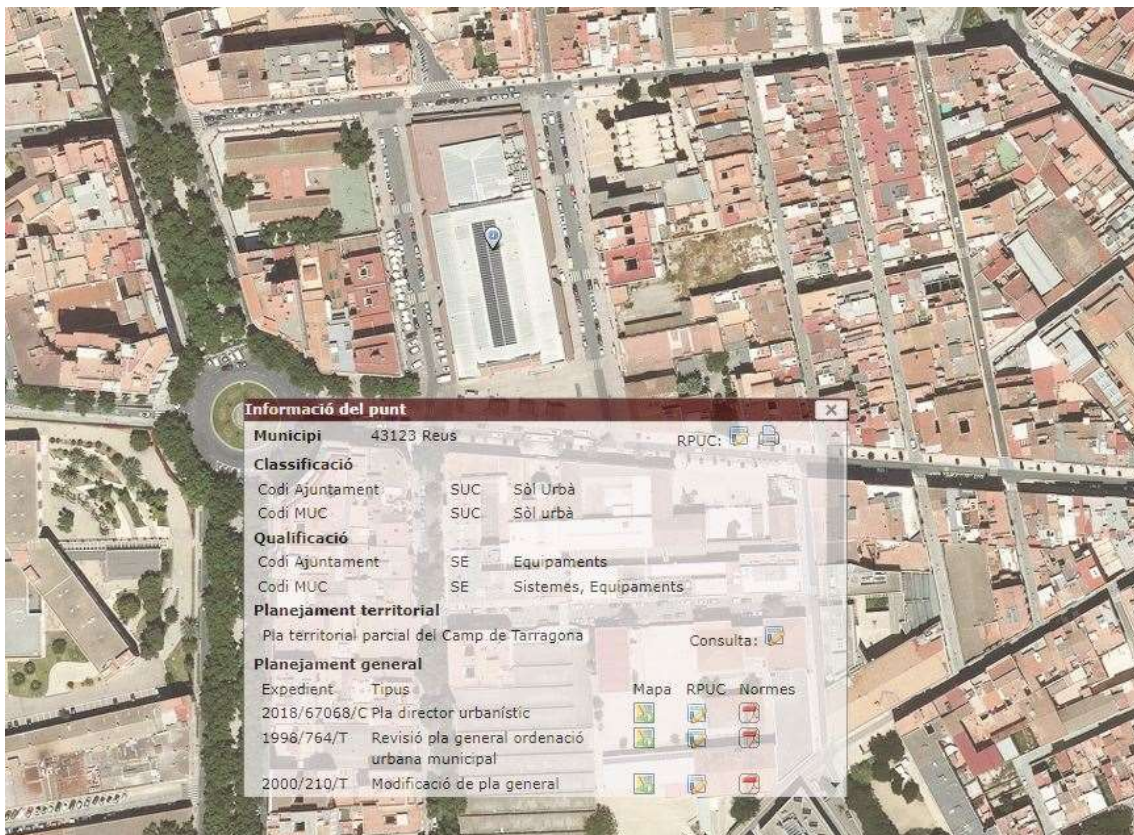 Informació del punt
Municipi 43123 Reus RPUC:
Classificació
Codi Ajuntament SUC Sòl Urbà
Codi MUC SUC Sòl urbà
Qualificació
Codi Ajuntament SE Equipaments
Codi MUC SE Sistemes, Equipaments
Planejament territorial
Pla territorial parcial del Camp de Tarragona Consulta:
Planejament general
Expedient Tipus Mapa RPUC Normes
2018/67068/C Pla director urbanístic
1998/764/T Revisió pla general ordenació
urbana municipal
2000/210/T Modificació de pla general